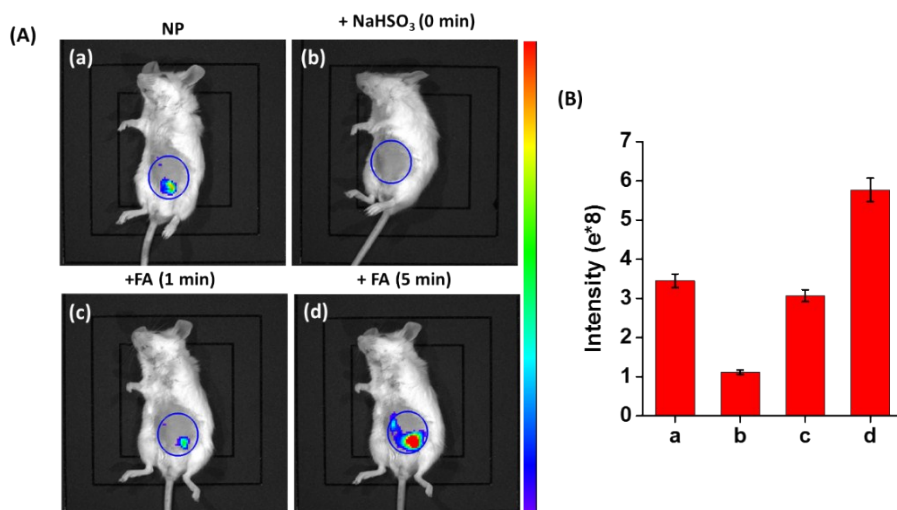 (A)
NP
+ NaHSO₃ (0 min)
(a)
(b)
+FA (1 min)
+ FA (5 min)
(c)
(d)
(B)
Intensity (e*8)
7
6
5
4
3
2
1
0
a b c d